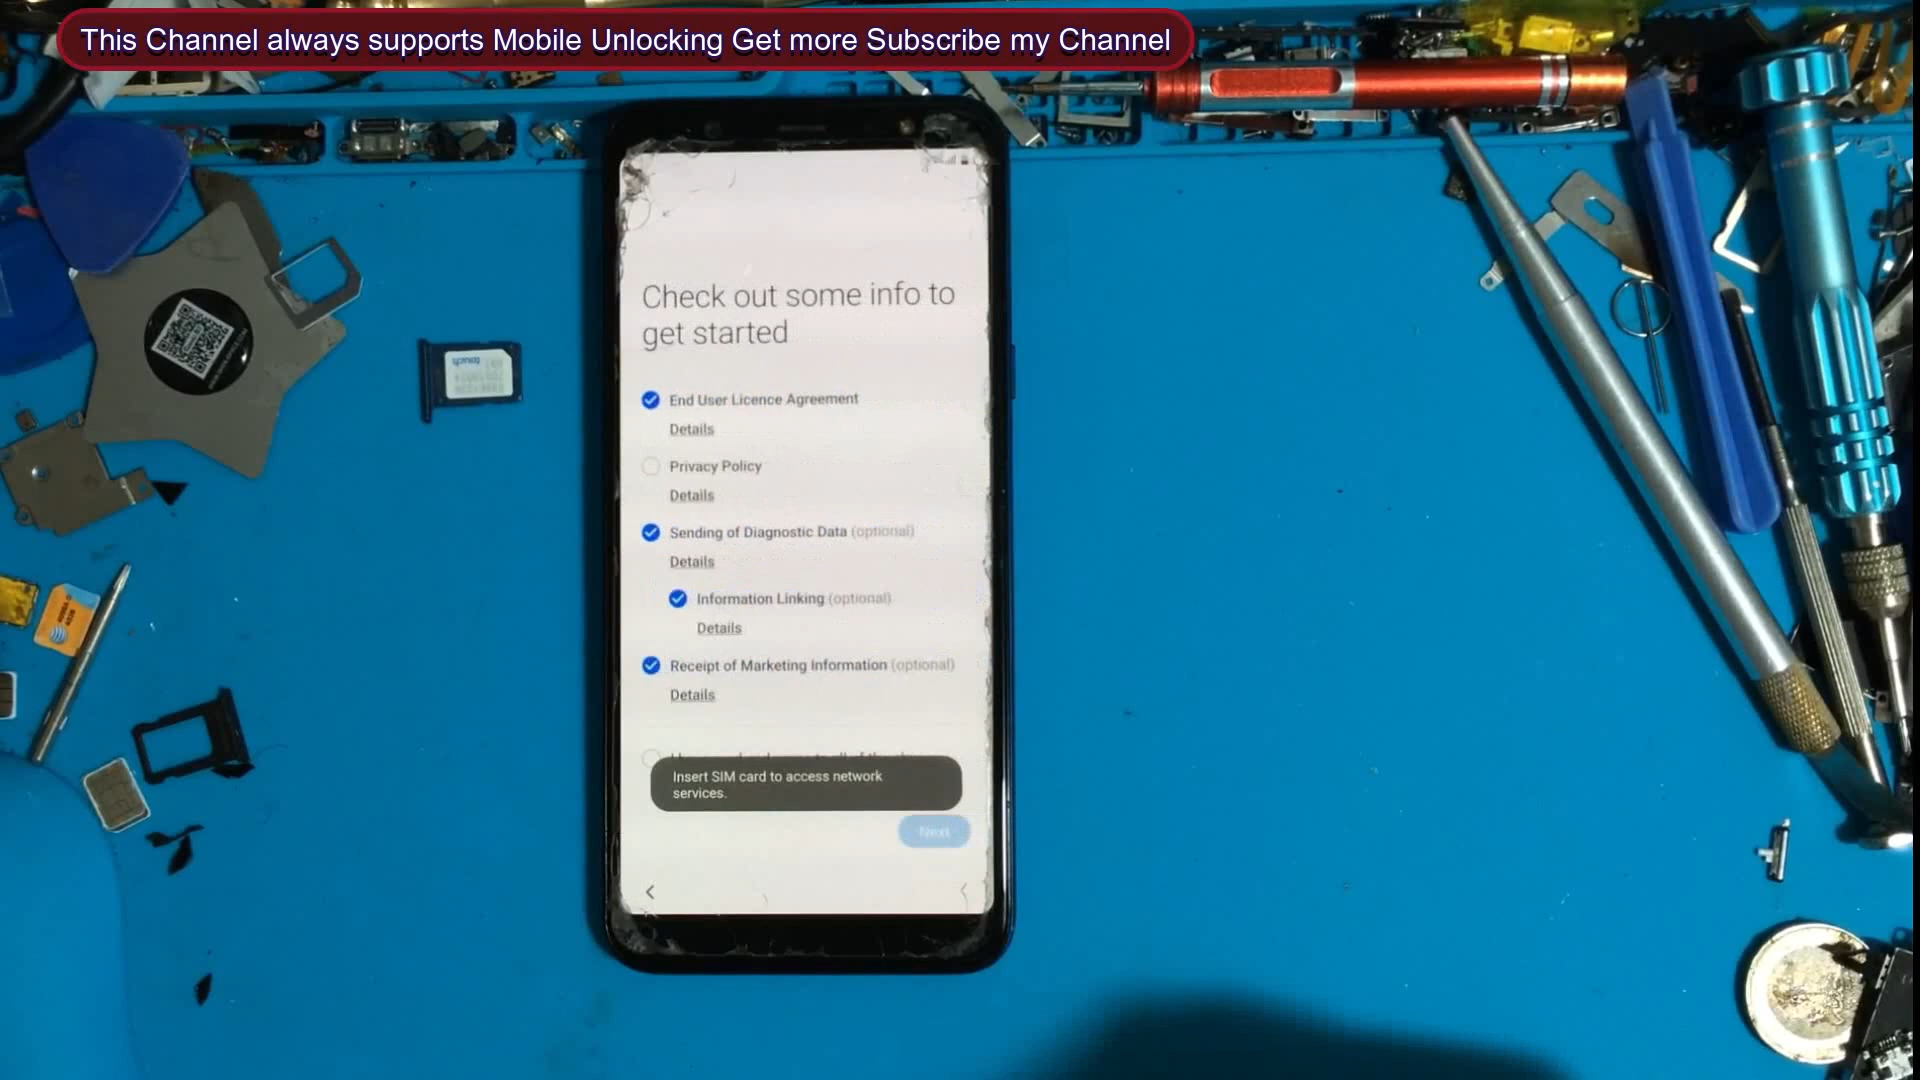 This Channel always supports Mobile Unlocking Get more Subscribe my Channel
Check out some info to
get started
End User Licence Agreement
Details
Privacy Policy
Details
Sending of Diagnostic Data (optional)
Details
Information Linking (optional)
Details
Receipt of Marketing Information (optional)
Details
Insert SIM card to access network
services.
Next
touch